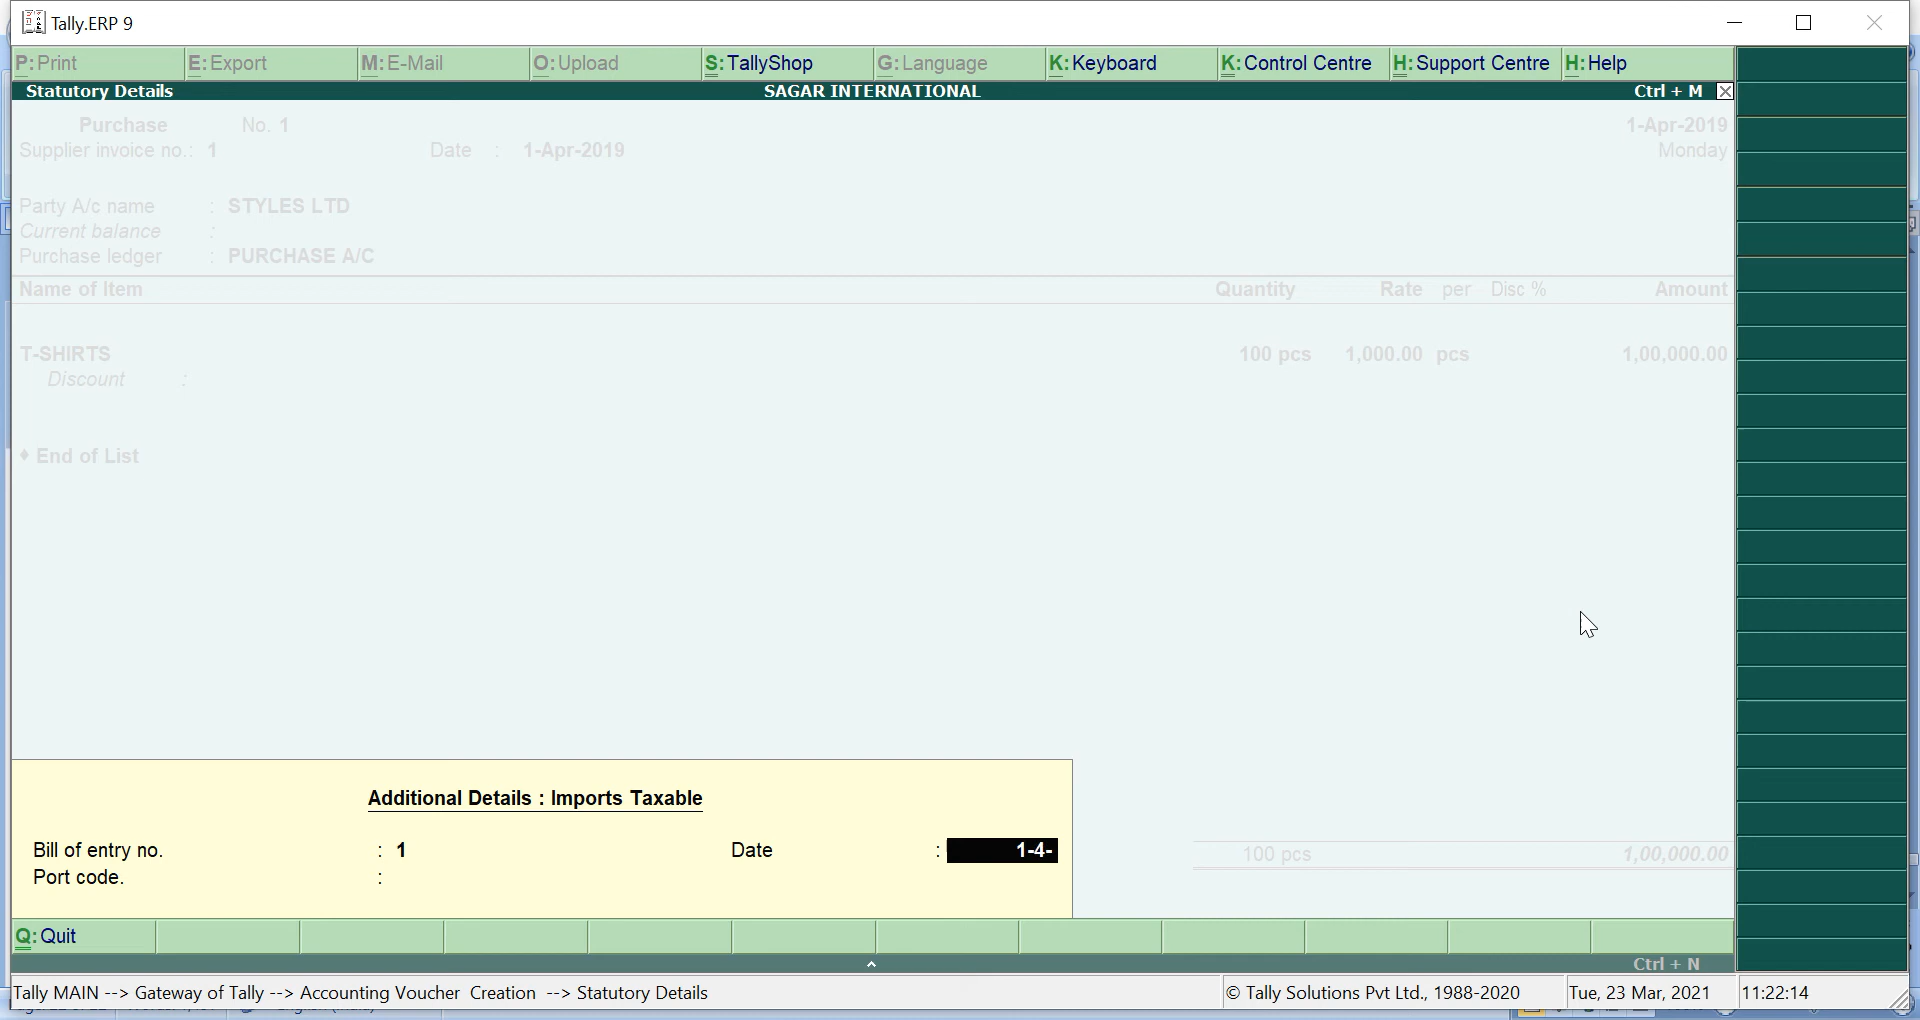 Tally.ERP 9
P: Print E: Export M: E-Mail O: Upload S: TallyShop G: Language K: Keyboard K: Control Centre H: Support Centre H: Help
Statutory Details SAGAR INTERNATIONAL Ctrl + M
Purchase No. 1 1-Apr-2019
Supplier invoice no.: 1 Date : 1-Apr-2019 Monday
Party A/c name : STYLES LTD
Current balance :
Purchase ledger : PURCHASE A/C
Name of Item Quantity Rate per Disc % Amount
T-SHIRTS 100 pcs 1,000.00 pcs 1,00,000.00
Discount :
♦ End of List
Additional Details : Imports Taxable
Bill of entry no. : 1 Date : 1-4-
100 pcs 1,00,000.00
Port code. :
Q: Quit
Ctrl + N
Tally MAIN --> Gateway of Tally --> Accounting Voucher Creation --> Statutory Details © Tally Solutions Pvt Ltd., 1988-2020 Tue, 23 Mar, 2021 11:22:14